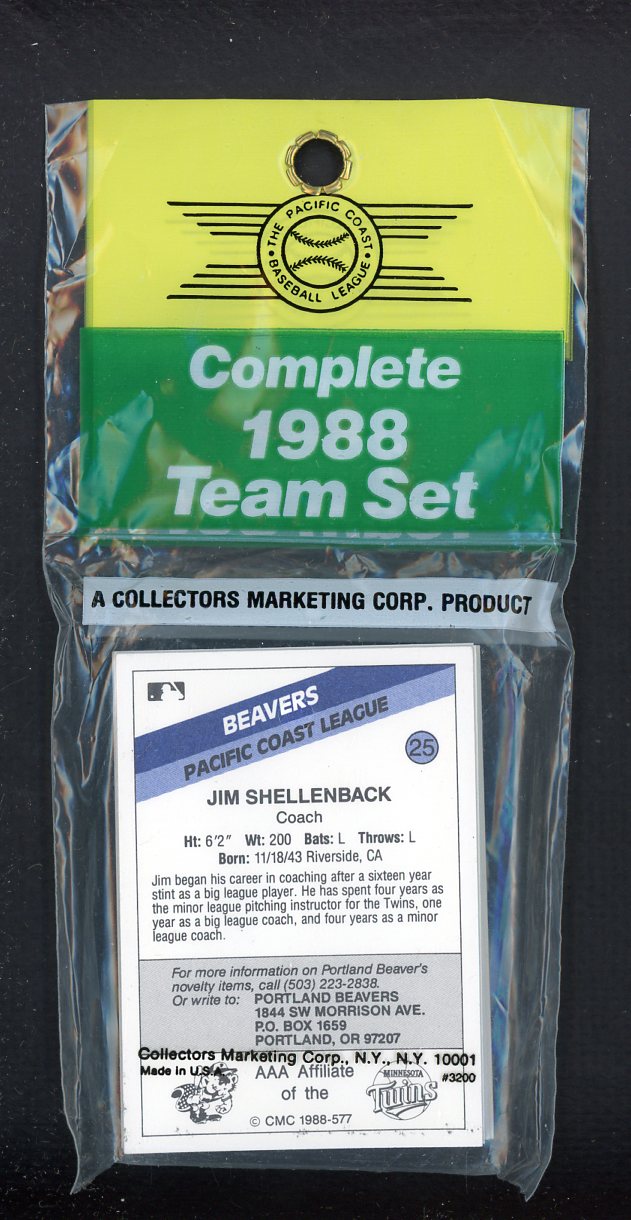 THE PACIFIC COAST
BASEBALL LEAGUE
Complete
1988
Team Set
A COLLECTORS MARKETING CORP. PRODUCT
BEAVERS
PACIFIC COAST LEAGUE
25
JIM SHELLENBACK
Coach
Ht: 6'2" Wt: 200 Bats: L Throws: L
Born: 11/18/43 Riverside, CA
Jim began his career in coaching after a sixteen year
stint as a big league player. He has spent four years as
the minor league pitching instructor for the Twins, one
year as a big league coach, and four years as a minor
league coach.
For more information on Portland Beaver's
novelty items, call (503) 223-2838.
Or write to: PORTLAND BEAVERS
1844 SW MORRISON AVE.
P.O. BOX 1659
PORTLAND, OR 97207
Collectors Marketing Corp., N.Y., N.Y. 10001
Made in U.S.A.
#3200
AAA Affiliate
of the
MINNESOTA
Twins
© CMC 1988-577